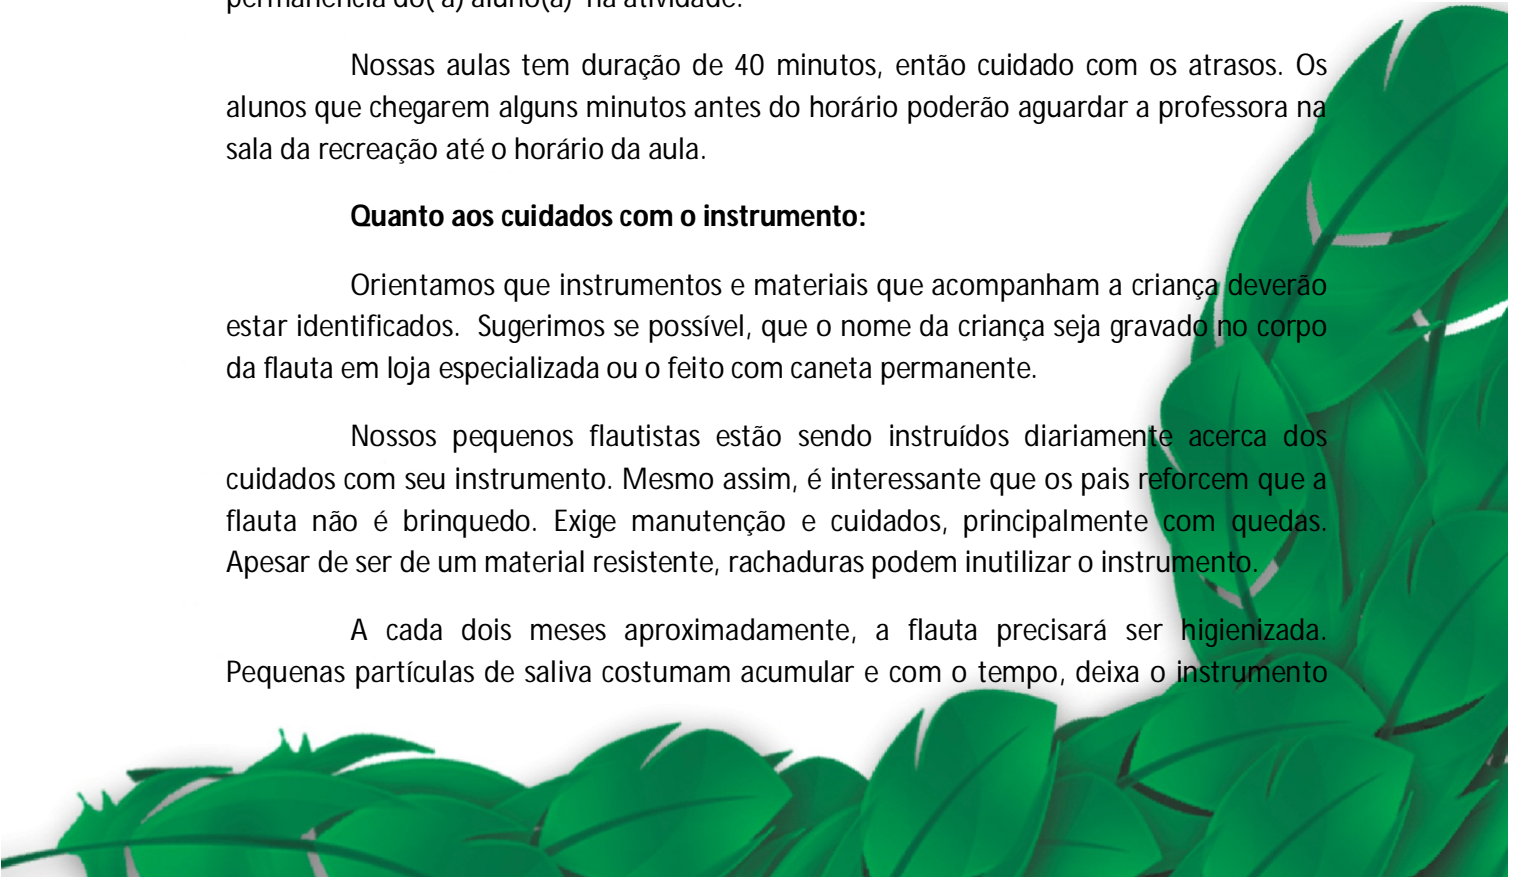 permanência do( a) aluno(a)  na atividade.
Nossas aulas tem duração de 40 minutos, então cuidado com os atrasos. Os
alunos que chegarem alguns minutos antes do horário poderão aguardar a professora na
sala da recreação até o horário da aula.
Quanto aos cuidados com o instrumento:
Orientamos que instrumentos e materiais que acompanham a criança deverão
estar identificados.  Sugerimos se possível, que o nome da criança seja gravado no corpo
da flauta em loja especializada ou o feito com caneta permanente.
Nossos pequenos flautistas estão sendo instruídos diariamente acerca dos
cuidados com seu instrumento. Mesmo assim, é interessante que os pais reforcem que a
flauta não é brinquedo. Exige manutenção e cuidados, principalmente com quedas.
Apesar de ser de um material resistente, rachaduras podem inutilizar o instrumento.
A cada dois meses aproximadamente, a flauta precisará ser higienizada.
Pequenas partículas de saliva costumam acumular e com o tempo, deixa o instrumento